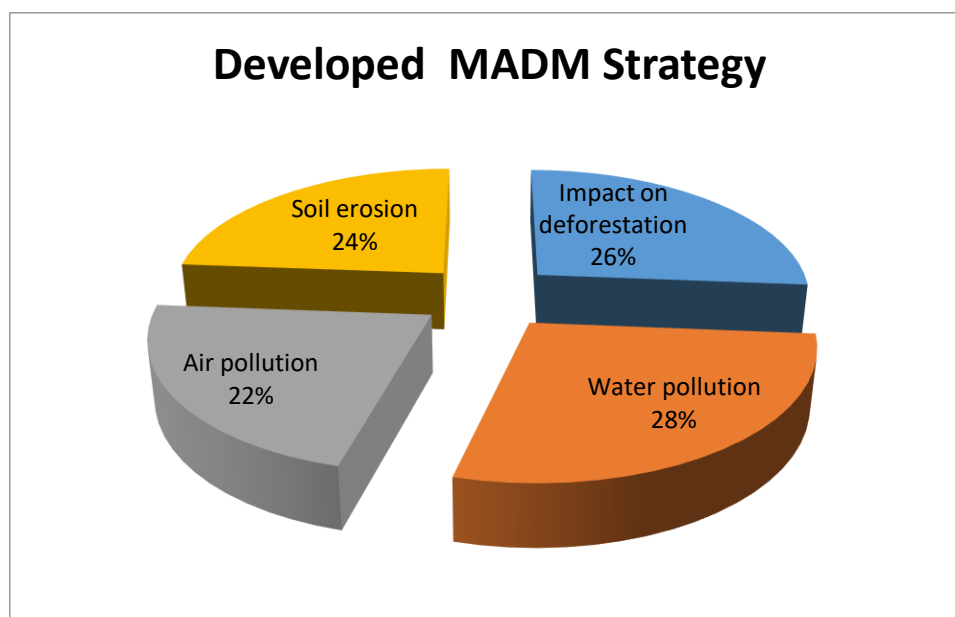 Developed  MADM Strategy
Soil erosion
24%
Impact on
deforestation
26%
Air pollution
22%
Water pollution
28%